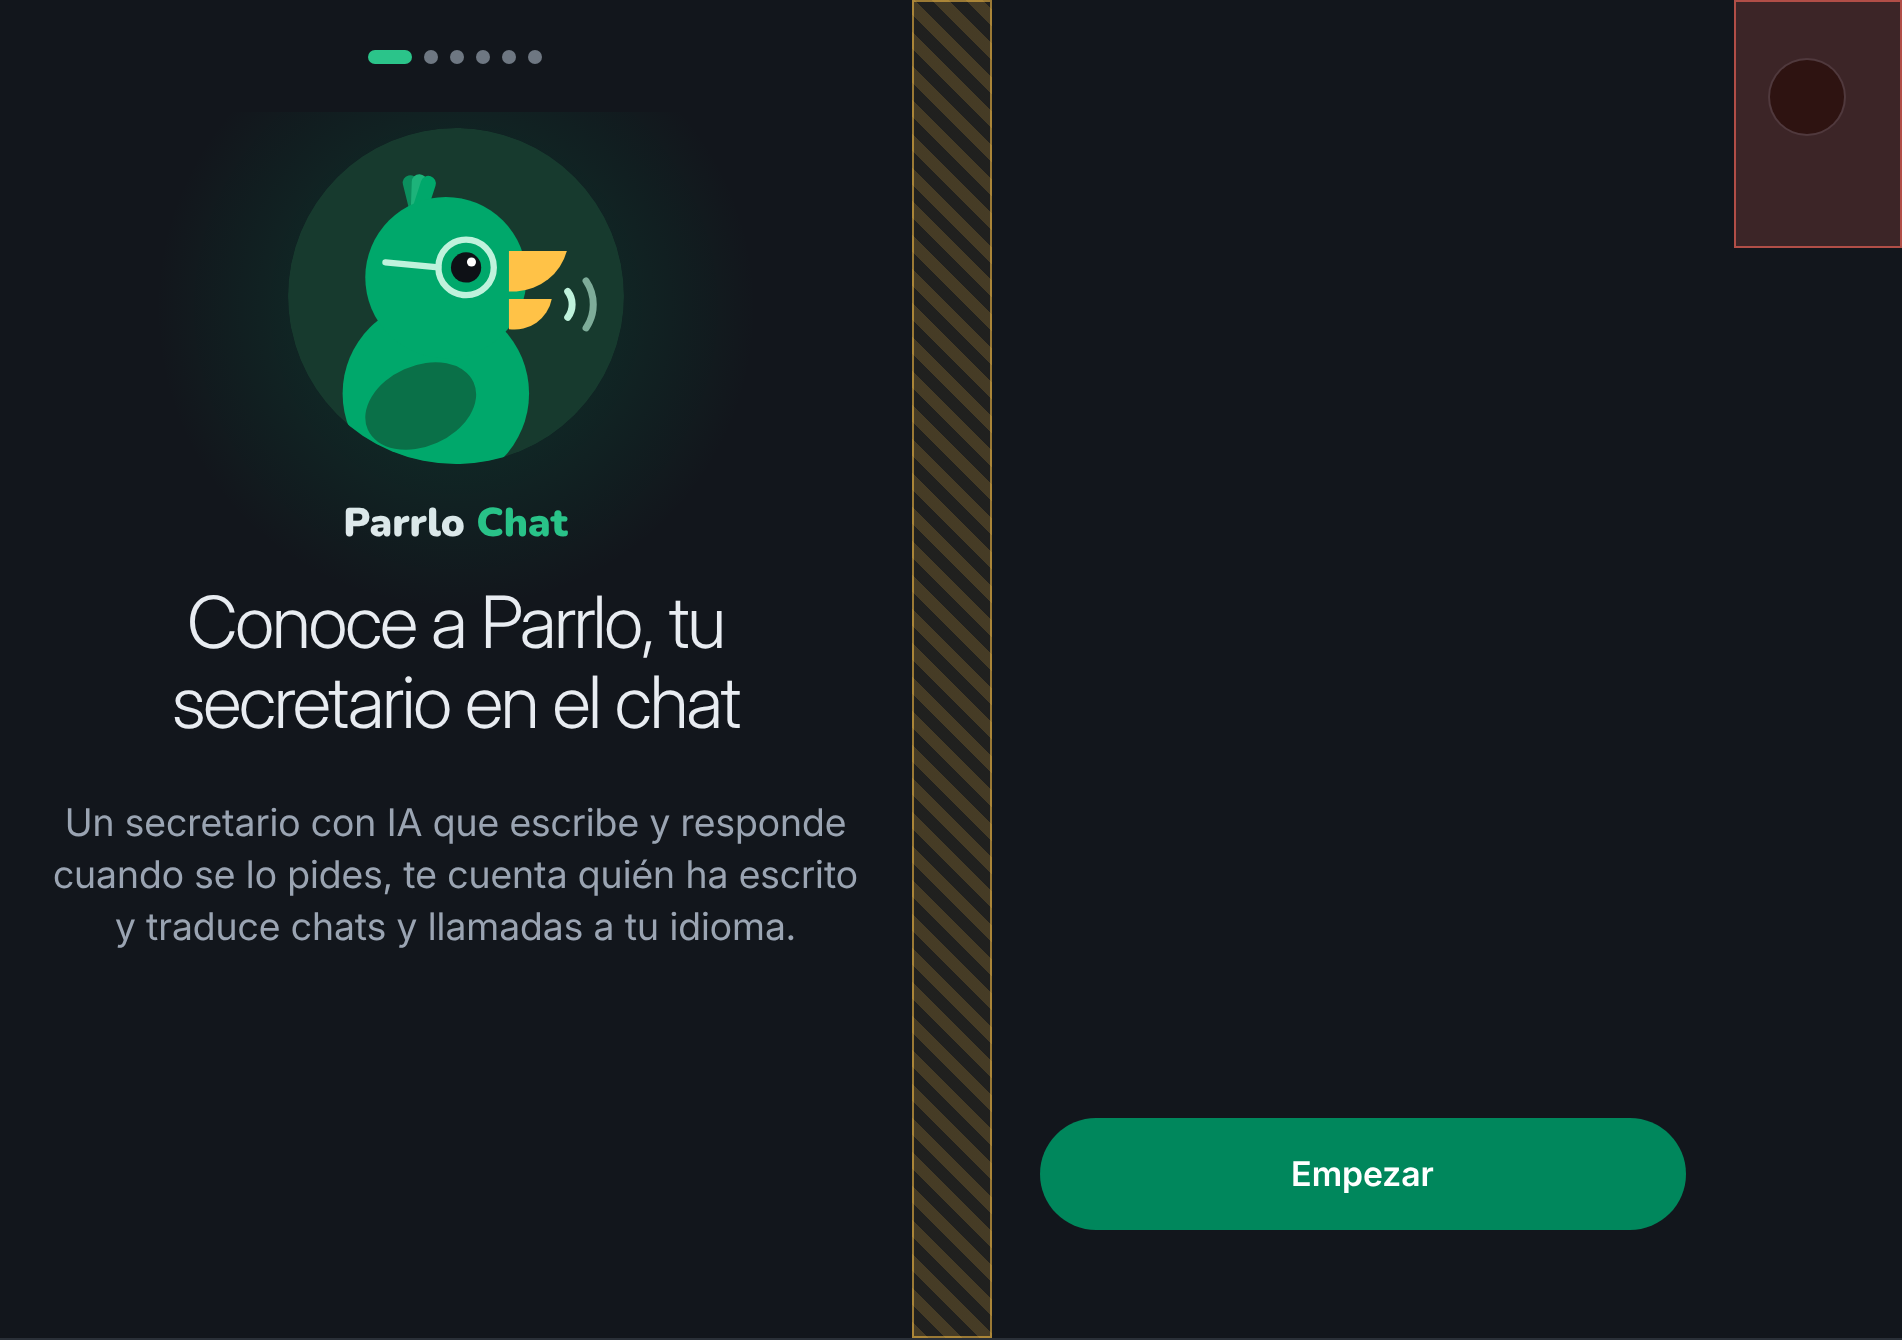 Parrlo Chat
Conoce a Parrlo, tu
secretario en el chat
Un secretario con IA que escribe y responde
cuando se lo pides, te cuenta quién ha escrito
y traduce chats y llamadas a tu idioma.
Empezar